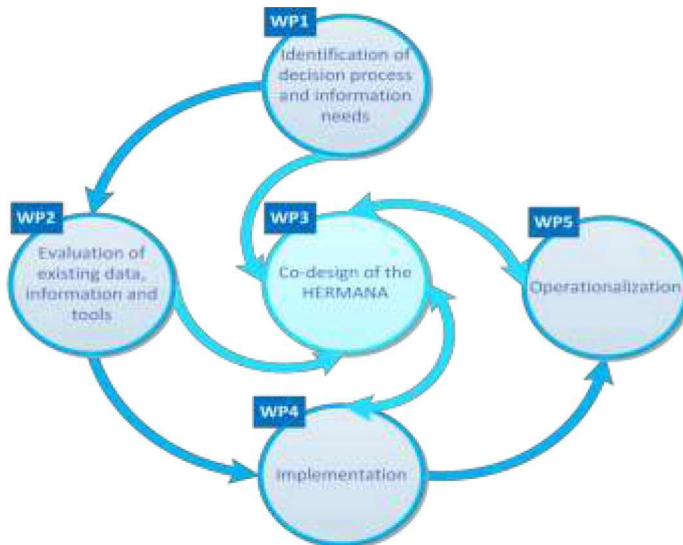 WP1
Identification of
decision process
and information
needs
WP2
Evaluation of
existing data,
information and
tools
WP3
Co-design of the
HERMANA
WP5
Operationalization
WP4
Implementation